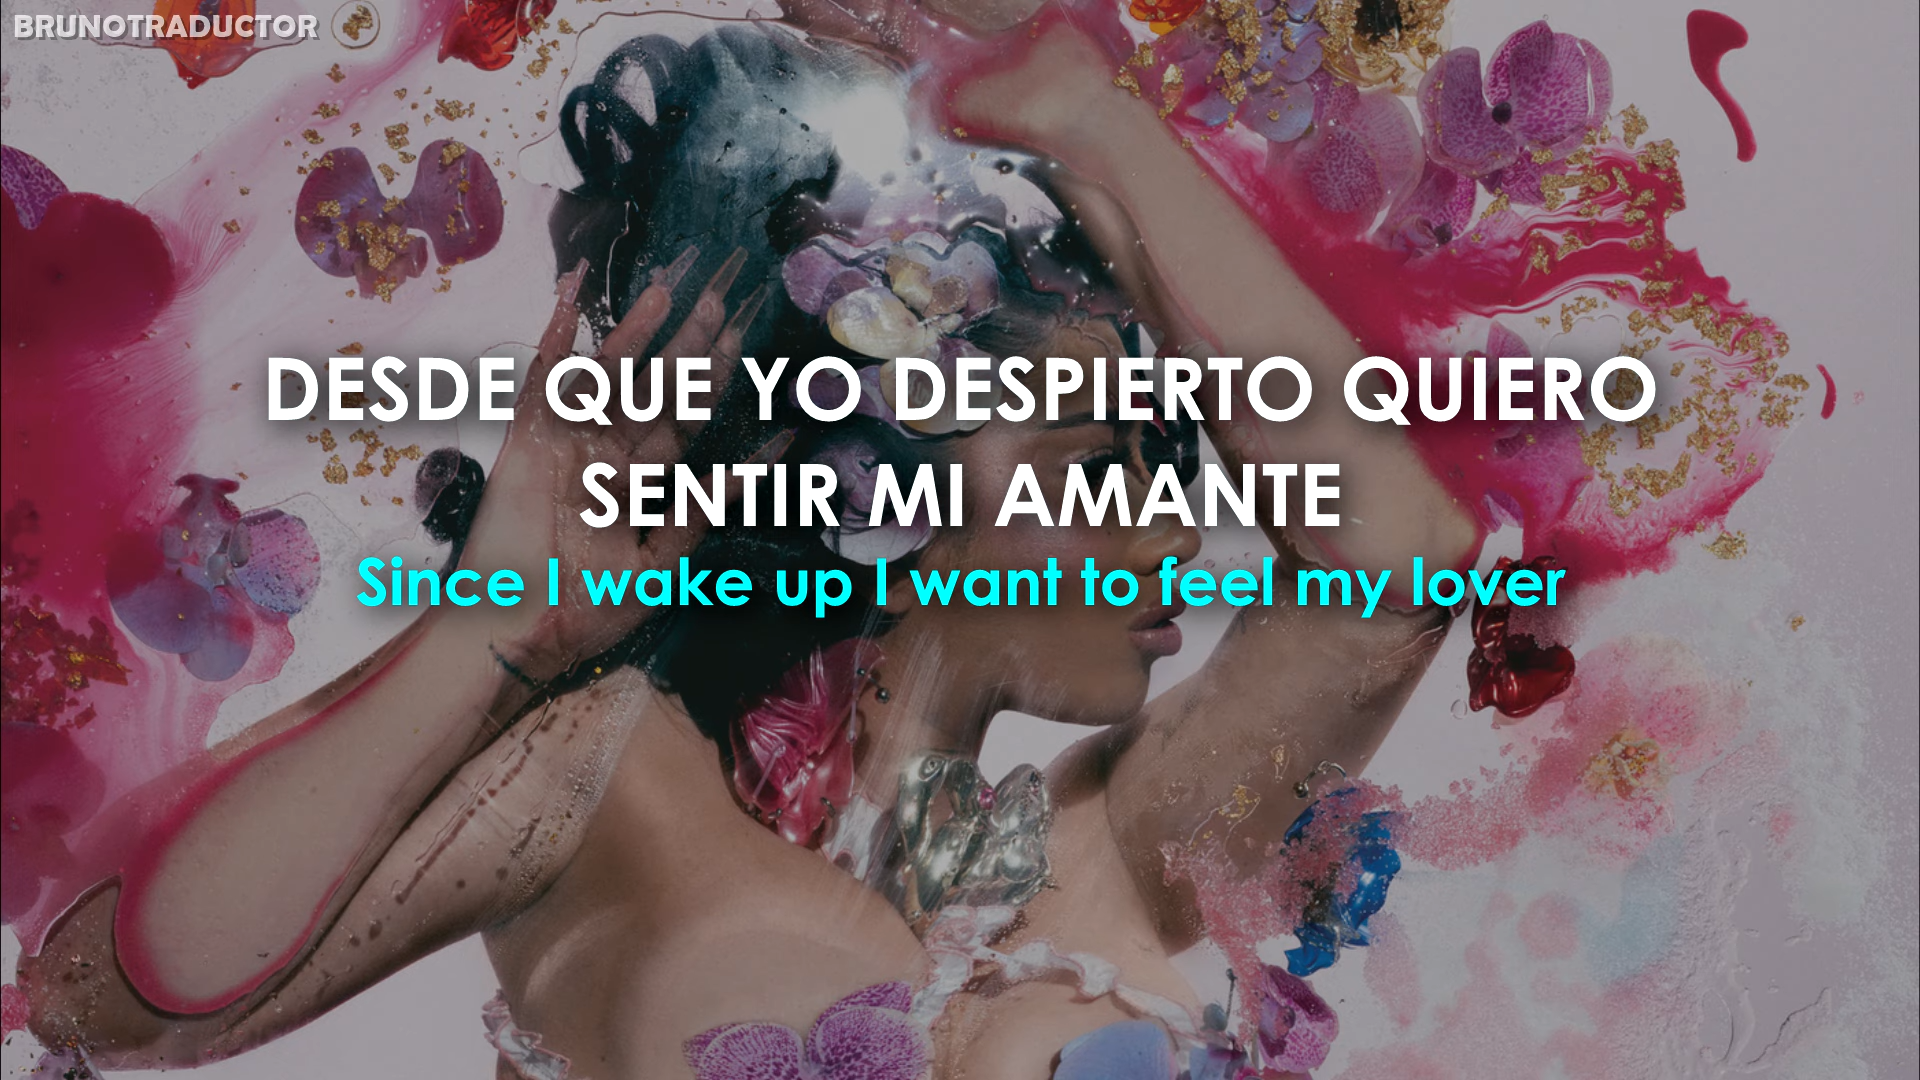 BRUNOTRADUCTOR
DESDE QUE YO DESPIERTO QUIERO
SENTIR MI AMANTE
Since I wake up I want to feel my lover